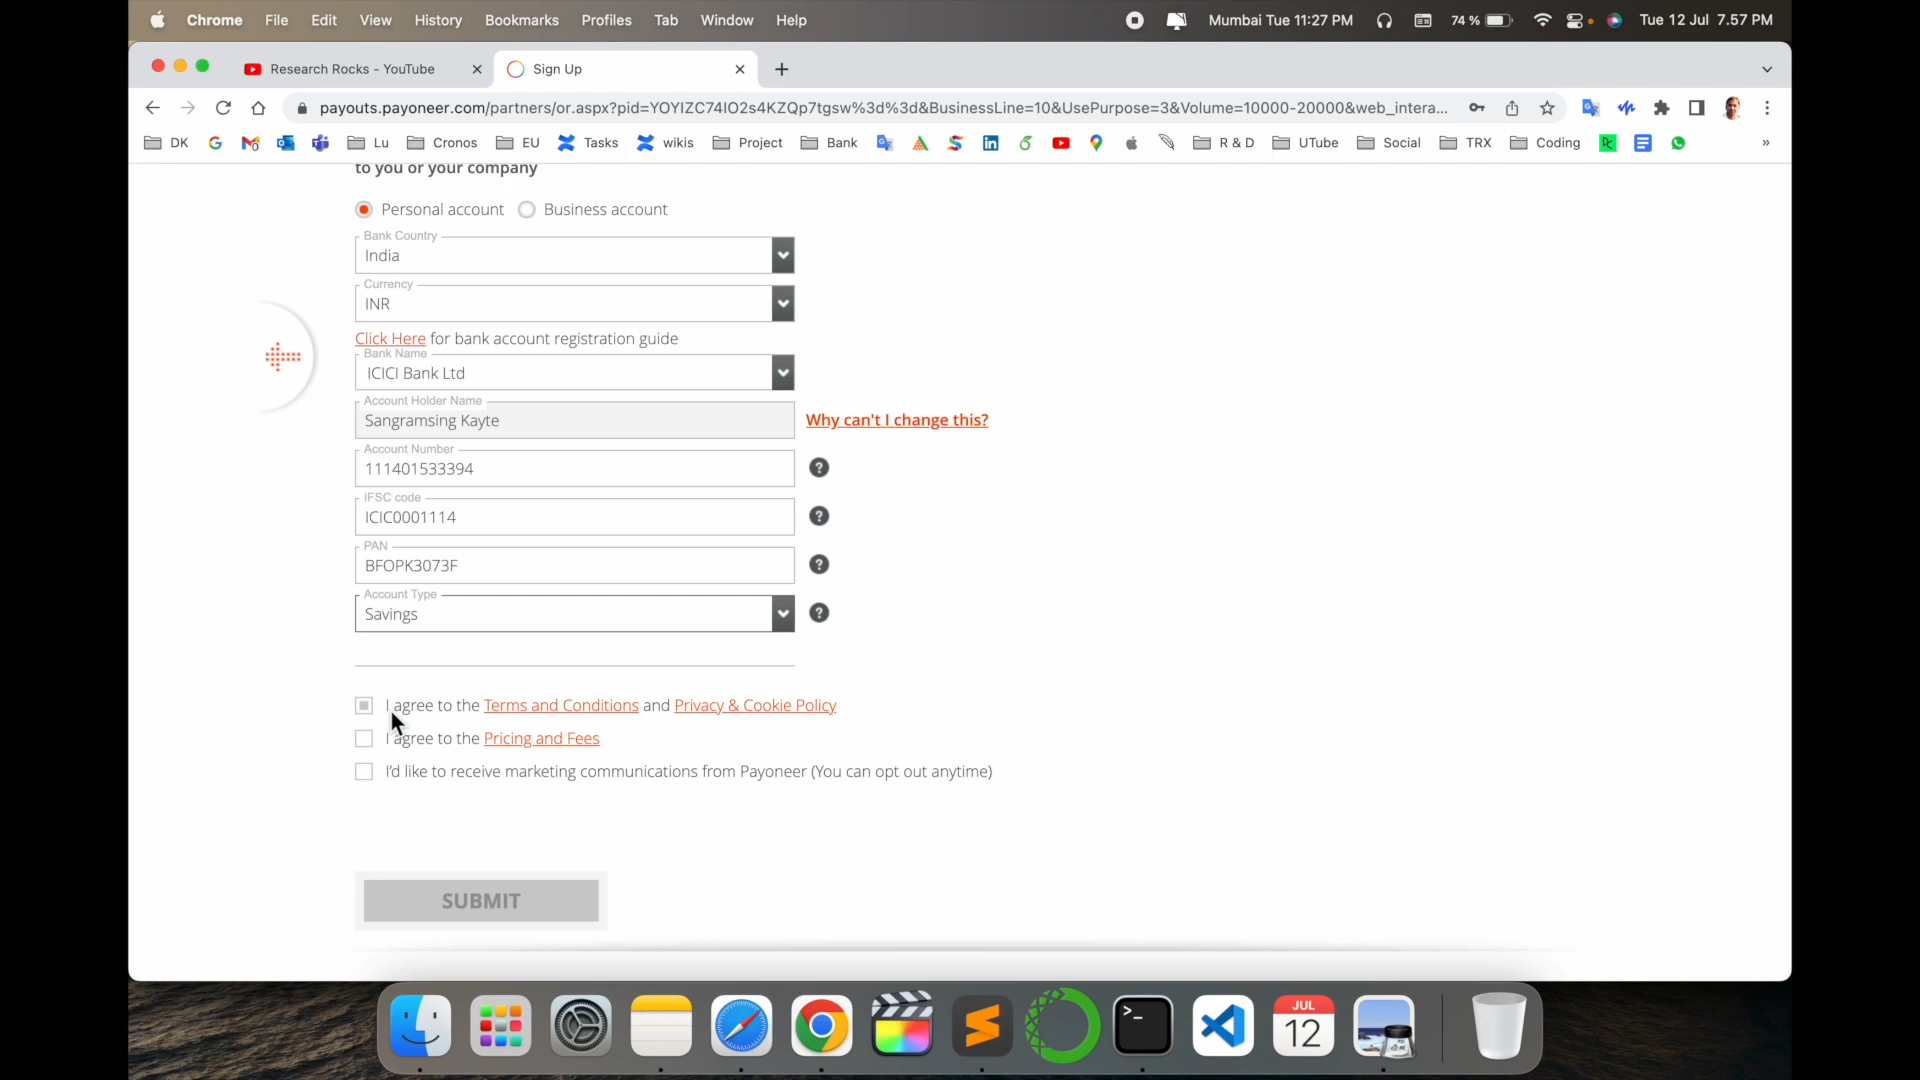 Chrome File Edit View History Bookmarks Profiles Tab Window Help Mumbai Tue 11:27 PM 74 % Tue 12 Jul 7.57 PM
Research Rocks - YouTube Sign Up
payouts.payoneer.com/partners/or.aspx?pid=YOYIZC74IO2s4KZQp7tgsw%3d%3d&BusinessLine=10&UsePurpose=3&Volume=10000-20000&web_intera...
DK Lu Cronos EU Tasks wikis Project Bank R & D UTube Social TRX Coding »
to you or your company
Personal account Business account
Bank Country
India
Currency
INR
Click Here for bank account registration guide
Bank Name
ICICI Bank Ltd
Account Holder Name
Sangramsing Kayte Why can't I change this?
Account Number
111401533394
IFSC code
ICIC0001114
PAN
BFOPK3073F
Account Type
Savings
I agree to the Terms and Conditions and Privacy & Cookie Policy
I agree to the Pricing and Fees
I'd like to receive marketing communications from Payoneer (You can opt out anytime)
SUBMIT
JUL
12